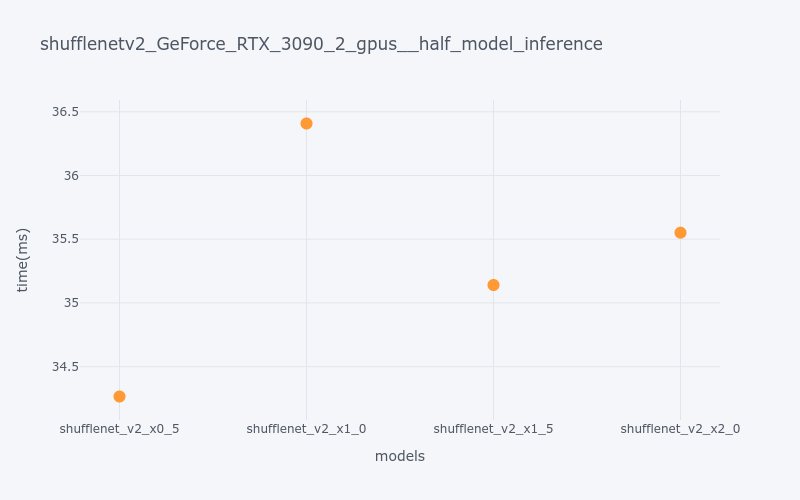 shufflenetv2_GeForce_RTX_3090_2_gpus__half_model_inference
36.5
36
35.5
35
34.5
time(ms)
shufflenet_v2_x0_5 shufflenet_v2_x1_0 shufflenet_v2_x1_5 shufflenet_v2_x2_0
models